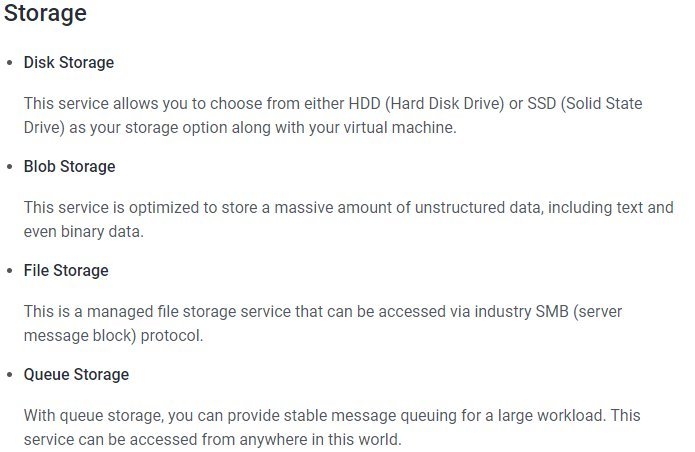 Storage
• Disk Storage
This service allows you to choose from either HDD (Hard Disk Drive) or SSD (Solid State
Drive) as your storage option along with your virtual machine.
• Blob Storage
This service is optimized to store a massive amount of unstructured data, including text and
even binary data.
• File Storage
This is a managed file storage service that can be accessed via industry SMB (server
message block) protocol.
• Queue Storage
With queue storage, you can provide stable message queuing for a large workload. This
service can be accessed from anywhere in this world.